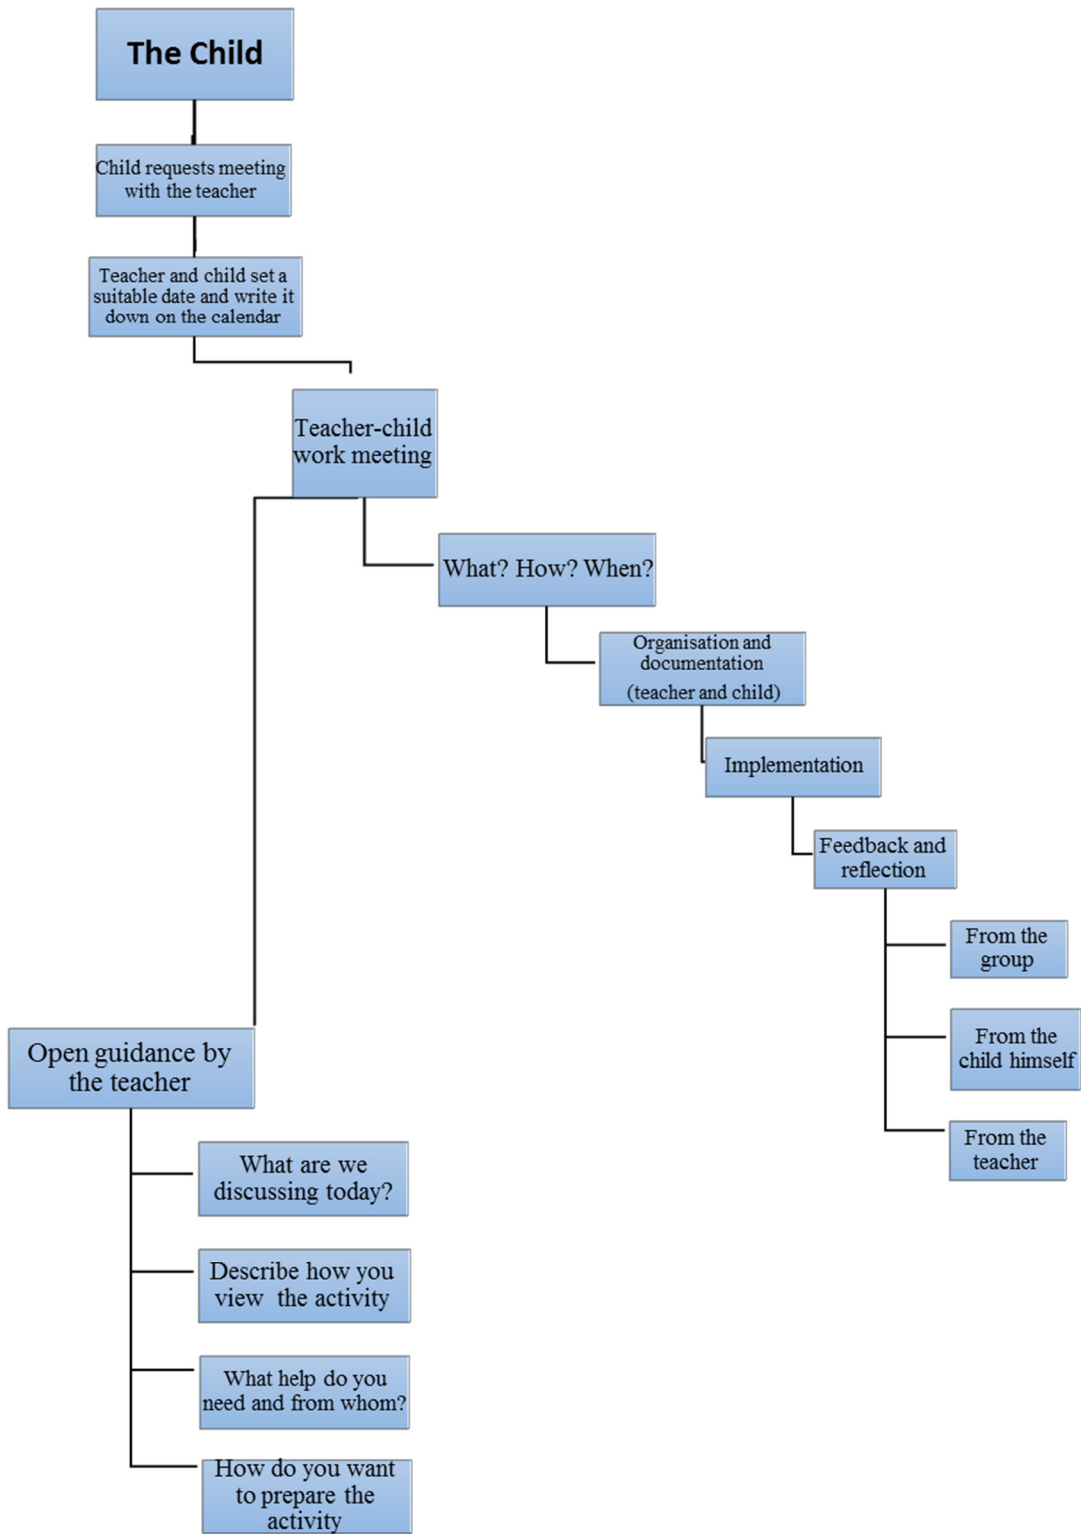 The Child
Child requests meeting
with the teacher
Teacher and child set a
suitable date and write it
down on the calendar
Teacher-child
work meeting
What? How? When?
Organisation and
documentation
(teacher and child)
Implementation
Feedback and
reflection
From the
group
From the
child himself
From the
teacher
Open guidance by
the teacher
What are we
discussing today?
Describe how you
view the activity
What help do you
need and from whom?
How do you want
to prepare the
activity